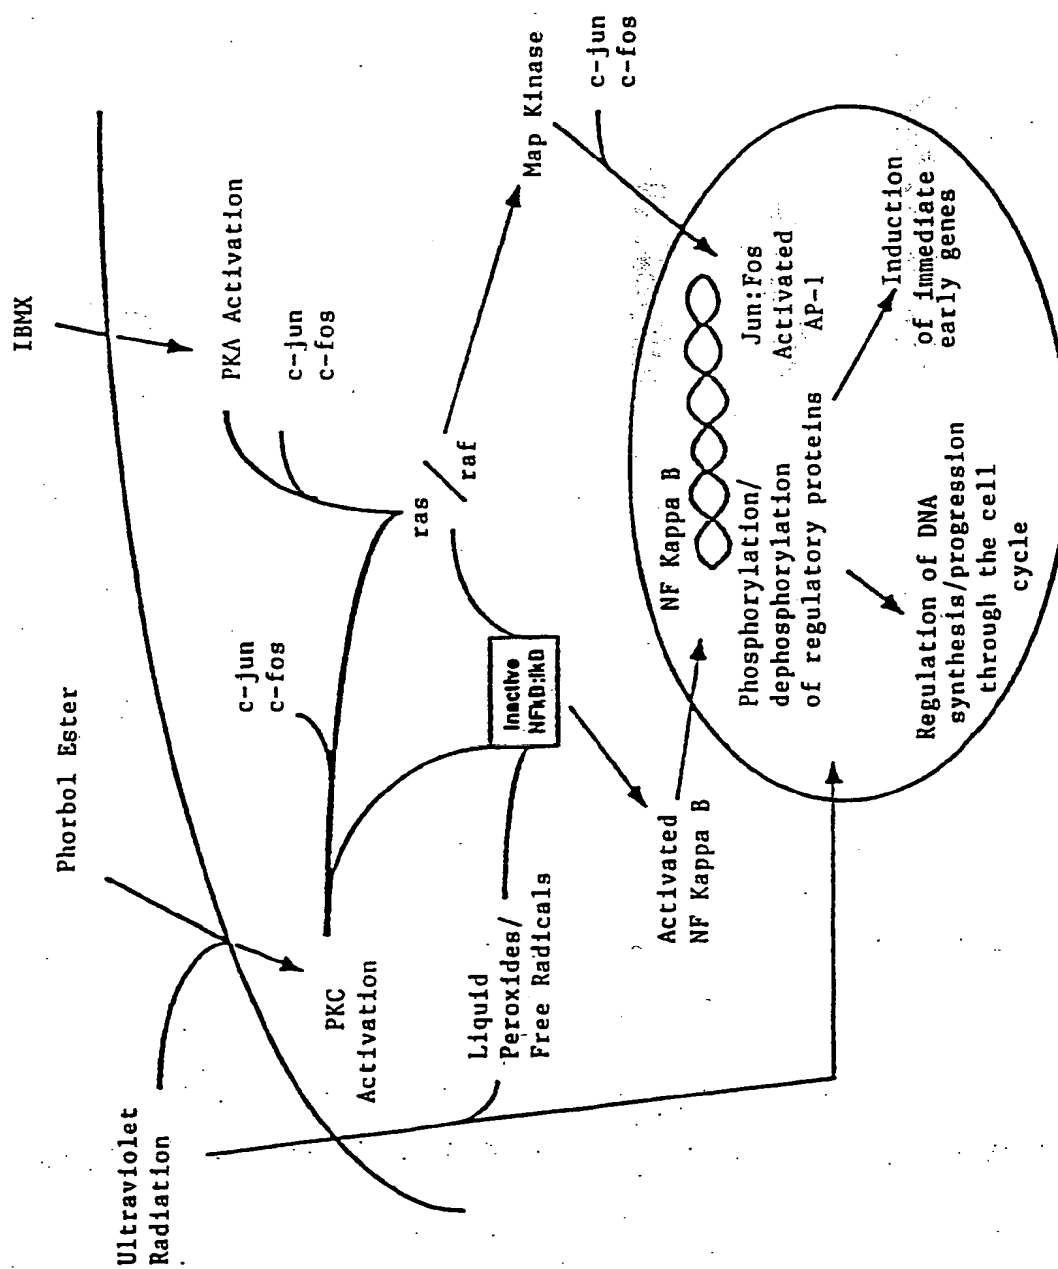 Ultraviolet
Radiation
Phorbol Ester
IBMX
PKC
Activation
c-jun
c-fos
PKA Activation
c-jun
c-fos
Liquid
Peroxides/
Free Radicals
Inactive
ras
raf
Map Kinase
c-jun
c-fos
Activated
NF Kappa B
NF Kappa B
Jun:Fos
Activated
AP-1
Phosphorylation/
dephosphorylation
of regulatory proteins
Regulation of DNA
synthesis/progression
through the cell
cycle
Induction
of immediate
early genes